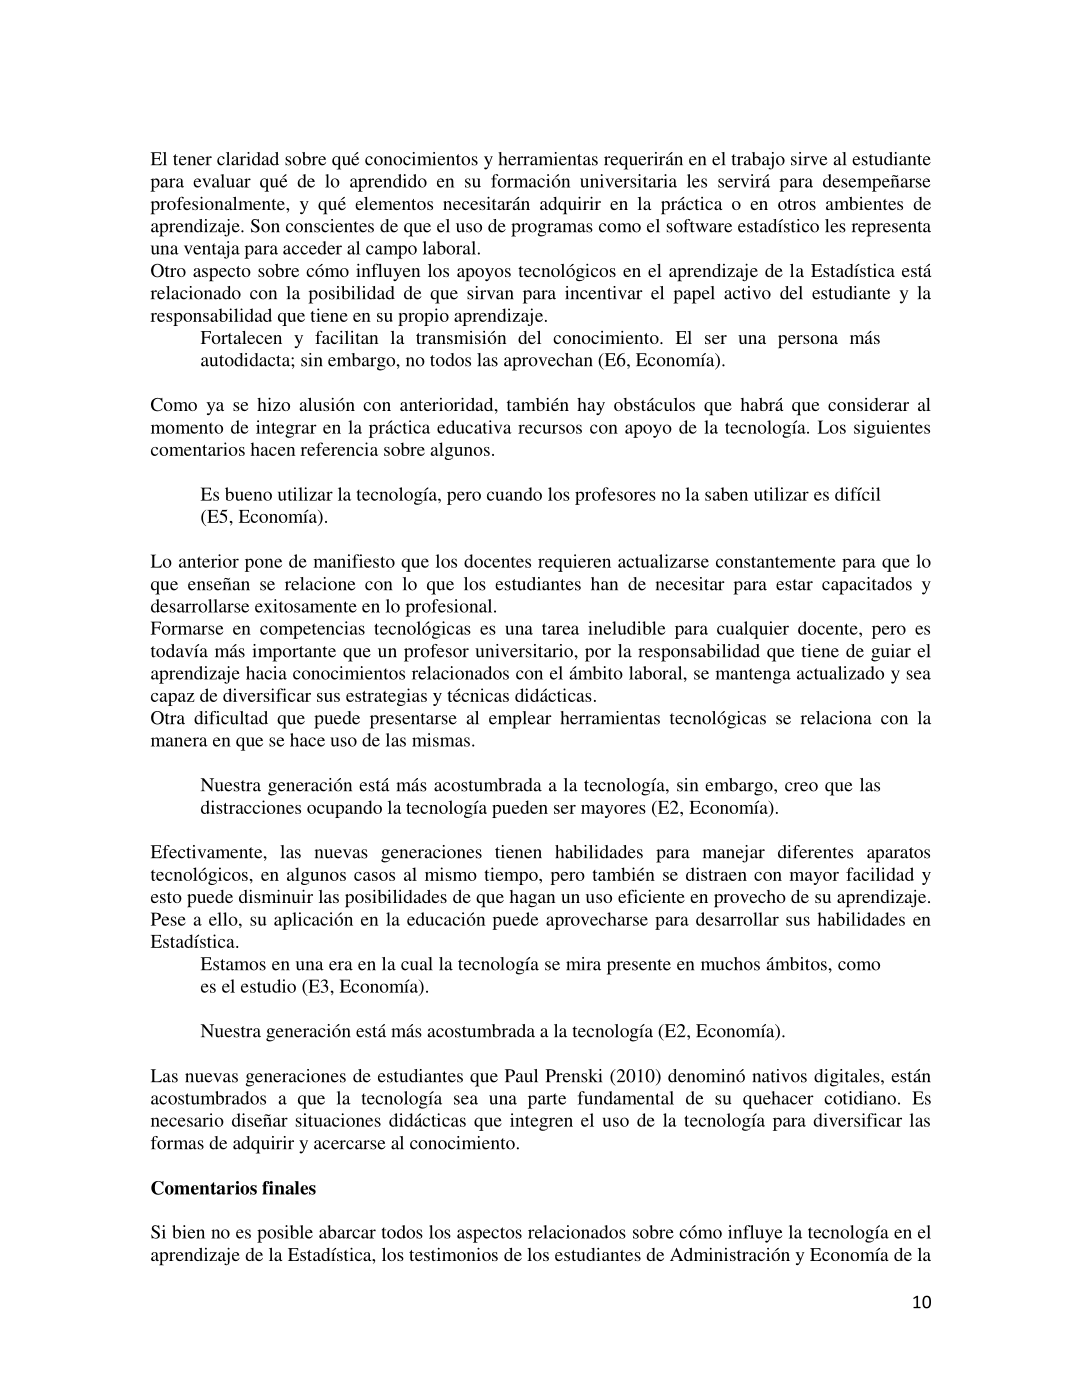 El tener claridad sobre qué conocimientos y herramientas requerirán en el trabajo sirve al estudiante
para evaluar qué de lo aprendido en su formación universitaria les servirá para desempeñarse
profesionalmente, y qué elementos necesitarán adquirir en la práctica o en otros ambientes de
aprendizaje. Son conscientes de que el uso de programas como el software estadístico les representa
una ventaja para acceder al campo laboral.
Otro aspecto sobre cómo influyen los apoyos tecnológicos en el aprendizaje de la Estadística está
relacionado con la posibilidad de que sirvan para incentivar el papel activo del estudiante y la
responsabilidad que tiene en su propio aprendizaje.
Fortalecen y facilitan la transmisión del conocimiento. El ser una persona más
autodidacta; sin embargo, no todos las aprovechan (E6, Economía).
Como ya se hizo alusión con anterioridad, también hay obstáculos que habrá que considerar al
momento de integrar en la práctica educativa recursos con apoyo de la tecnología. Los siguientes
comentarios hacen referencia sobre algunos.
Es bueno utilizar la tecnología, pero cuando los profesores no la saben utilizar es difícil
(E5, Economía).
Lo anterior pone de manifiesto que los docentes requieren actualizarse constantemente para que lo
que enseñan se relacione con lo que los estudiantes han de necesitar para estar capacitados y
desarrollarse exitosamente en lo profesional.
Formarse en competencias tecnológicas es una tarea ineludible para cualquier docente, pero es
todavía más importante que un profesor universitario, por la responsabilidad que tiene de guiar el
aprendizaje hacia conocimientos relacionados con el ámbito laboral, se mantenga actualizado y sea
capaz de diversificar sus estrategias y técnicas didácticas.
Otra dificultad que puede presentarse al emplear herramientas tecnológicas se relaciona con la
manera en que se hace uso de las mismas.
Nuestra generación está más acostumbrada a la tecnología, sin embargo, creo que las
distracciones ocupando la tecnología pueden ser mayores (E2, Economía).
Efectivamente, las nuevas generaciones tienen habilidades para manejar diferentes aparatos
tecnológicos, en algunos casos al mismo tiempo, pero también se distraen con mayor facilidad y
esto puede disminuir las posibilidades de que hagan un uso eficiente en provecho de su aprendizaje.
Pese a ello, su aplicación en la educación puede aprovecharse para desarrollar sus habilidades en
Estadística.
Estamos en una era en la cual la tecnología se mira presente en muchos ámbitos, como
es el estudio (E3, Economía).
Nuestra generación está más acostumbrada a la tecnología (E2, Economía).
Las nuevas generaciones de estudiantes que Paul Prenski (2010) denominó nativos digitales, están
acostumbrados a que la tecnología sea una parte fundamental de su quehacer cotidiano. Es
necesario diseñar situaciones didácticas que integren el uso de la tecnología para diversificar las
formas de adquirir y acercarse al conocimiento.
Comentarios finales
Si bien no es posible abarcar todos los aspectos relacionados sobre cómo influye la tecnología en el
aprendizaje de la Estadística, los testimonios de los estudiantes de Administración y Economía de la
10